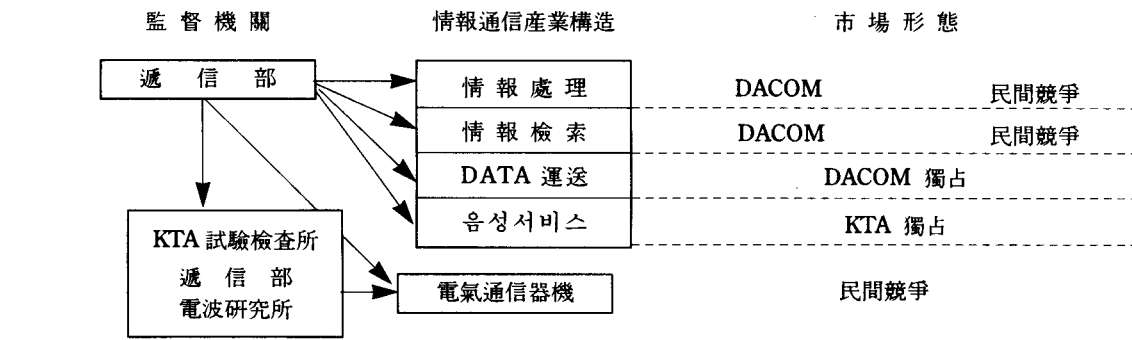 監督機關 情報通信産業構造 市場形態
遞信部 情報處理 DACOM 民間競爭
情報檢索 DACOM 民間競爭
DATA 運送 DACOM 獨占
음성서비스 KTA 獨占
KTA 試驗檢査所
遞信部
電波硏究所
電氣通信器機 民間競爭